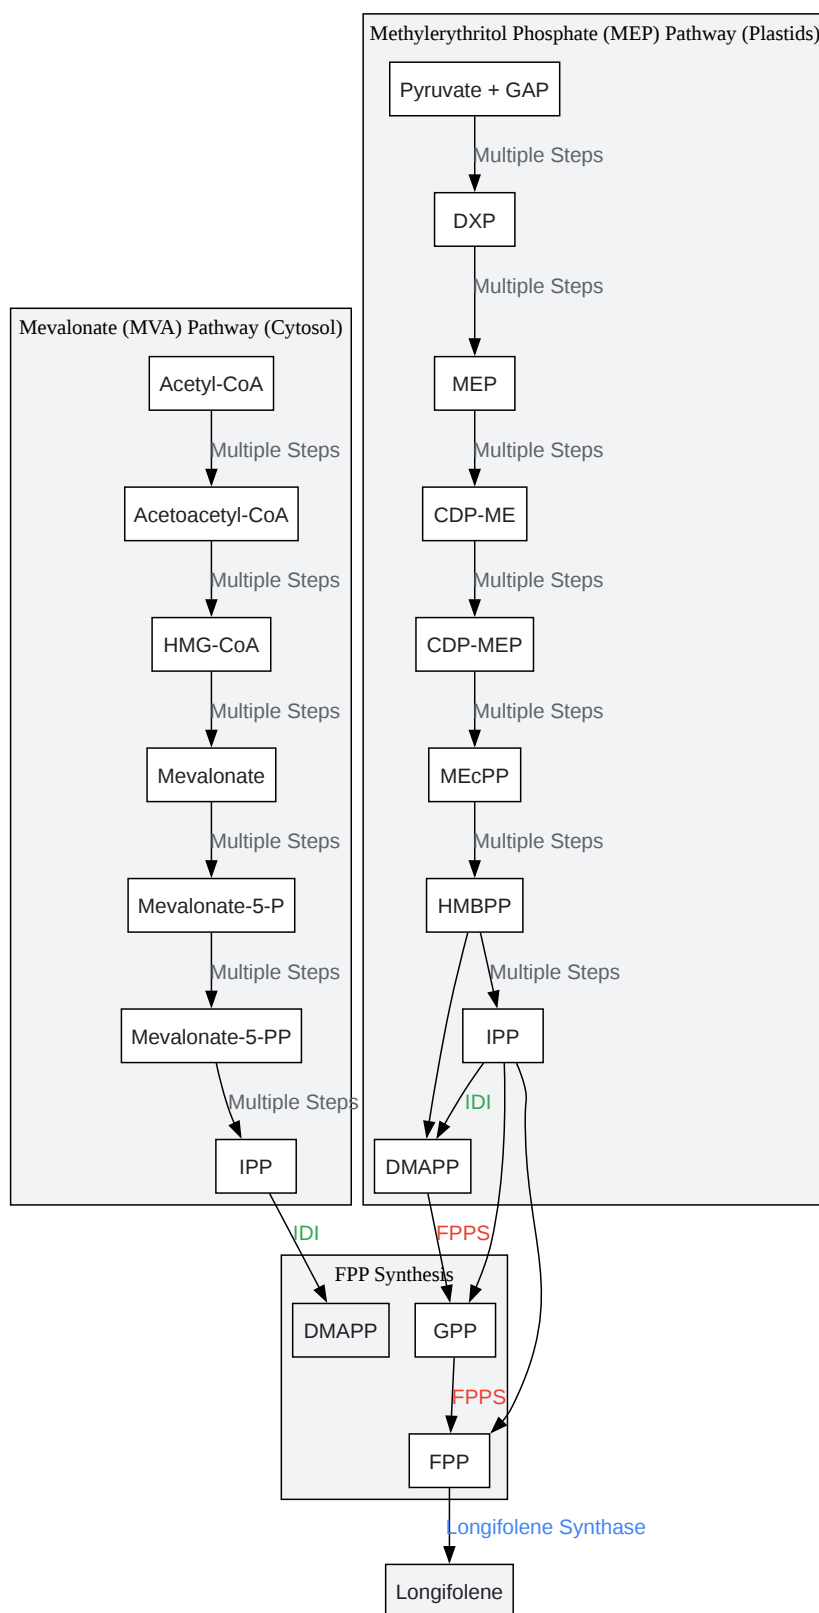 Methylerythritol Phosphate (MEP) Pathway (Plastids)
Pyruvate + GAP
Multiple Steps
DXP
Multiple Steps
MEP
Multiple Steps
CDP-ME
Multiple Steps
CDP-MEP
Multiple Steps
MEcPP
Multiple Steps
HMBPP
Multiple Steps
IPP
IDI
DMAPP
Mevalonate (MVA) Pathway (Cytosol)
Acetyl-CoA
Multiple Steps
Acetoacetyl-CoA
Multiple Steps
HMG-CoA
Multiple Steps
Mevalonate
Multiple Steps
Mevalonate-5-P
Multiple Steps
Mevalonate-5-PP
Multiple Steps
IPP
IDI
FPPS
FPP Synthesis
DMAPP
GPP
FPPS
FPP
Longifolene Synthase
Longifolene